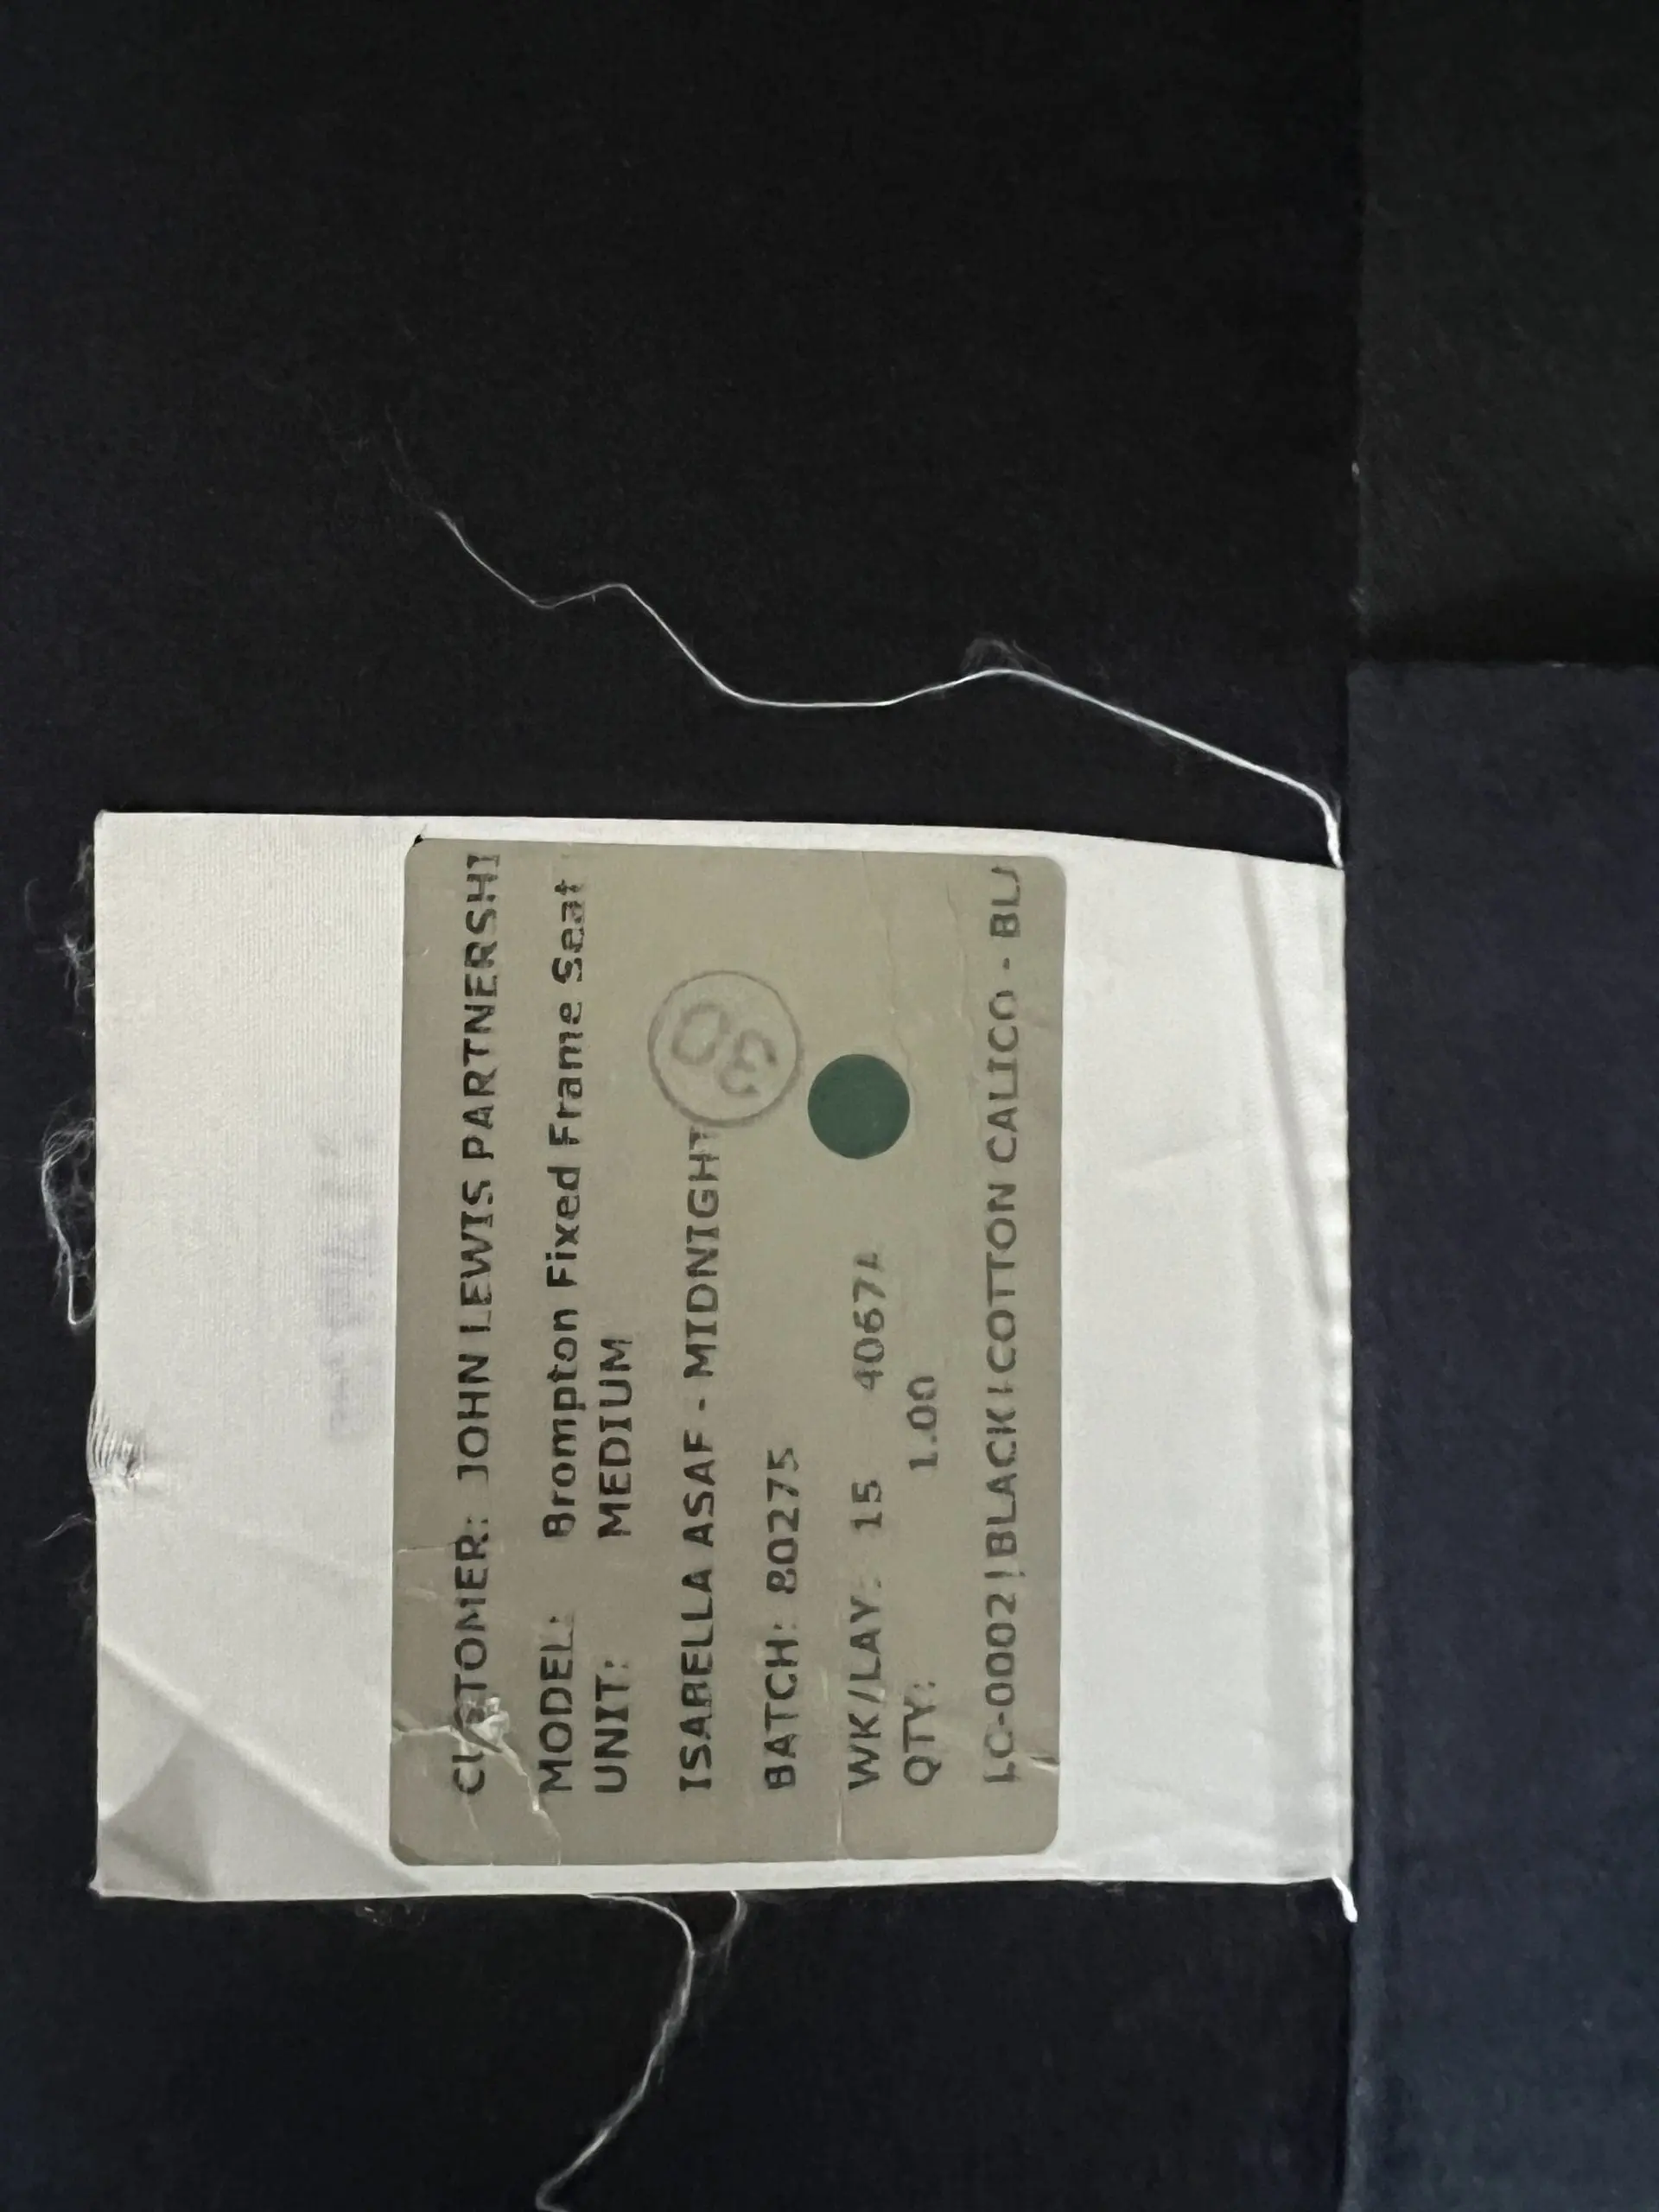 CUSTOMER: JOHN LEWIS PARTNERSHI
MODEL: Brompton Fixed Frame Seat
UNIT: MEDIUM
ISABELLA ASAF - MIDNIGHT
30
BATCH: 80275
WK/LAY: 15
QTY: 1.00
LC-0002|BLACK|COTTON CALICO - BL